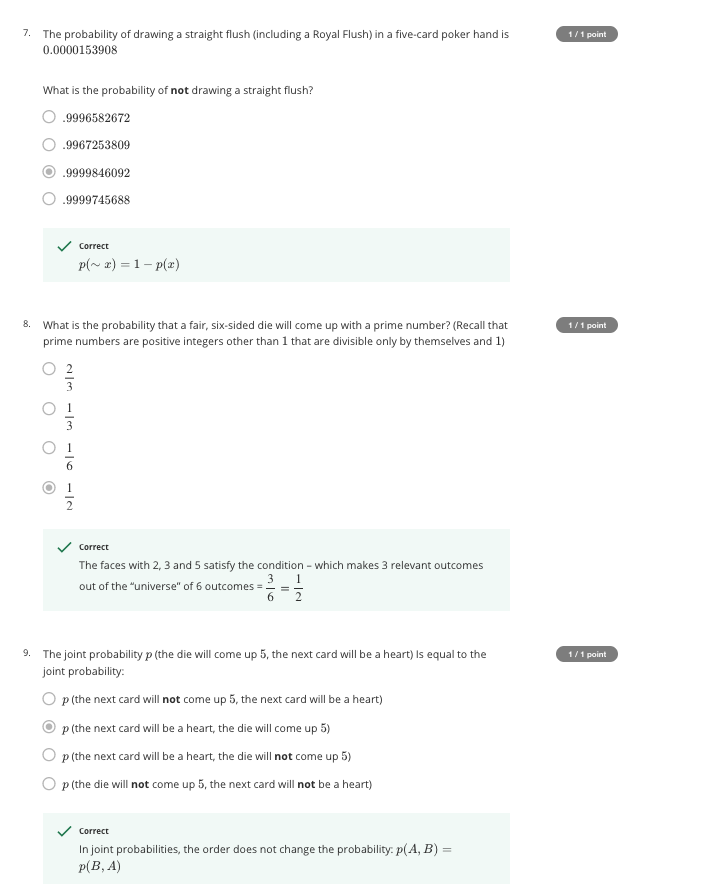 7. The probability of drawing a straight flush (including a Royal Flush) in a five-card poker hand is
0.0000153908
1 / 1 point
What is the probability of not drawing a straight flush?
.9996582672
.9967253809
.9999846092
.9999745688
Correct
p(∼ x) = 1 − p(x)
8. What is the probability that a fair, six-sided die will come up with a prime number? (Recall that
prime numbers are positive integers other than 1 that are divisible only by themselves and 1)
1 / 1 point
2/3
1/3
1/6
1/2
Correct
The faces with 2, 3 and 5 satisfy the condition – which makes 3 relevant outcomes
out of the “universe” of 6 outcomes = 3/6 = 1/2
9. The joint probability p (the die will come up 5, the next card will be a heart) Is equal to the
joint probability:
1 / 1 point
p (the next card will not come up 5, the next card will be a heart)
p (the next card will be a heart, the die will come up 5)
p (the next card will be a heart, the die will not come up 5)
p (the die will not come up 5, the next card will not be a heart)
Correct
In joint probabilities, the order does not change the probability: p(A, B) =
p(B, A)